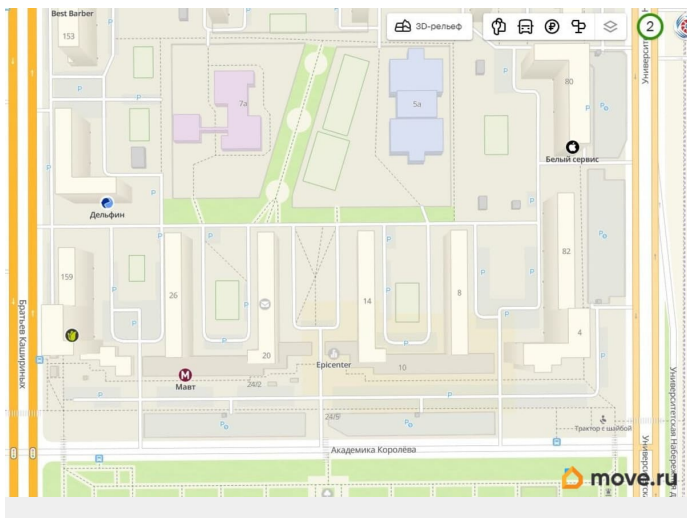 Best Barber
153
3D-рельеф
2
Университ
7а
5а
80
P
P
P
P
P
P
Белый сервис
Дельфин
P
P
P
159
26
14
8
82
P
P
P
20
4
Братьев Кашириных
Мавт
24/2
Epicenter
10
P
P
24/5
P
P
Трактор с шайбой
Академика Королёва
Университетская Набережная
move.ru